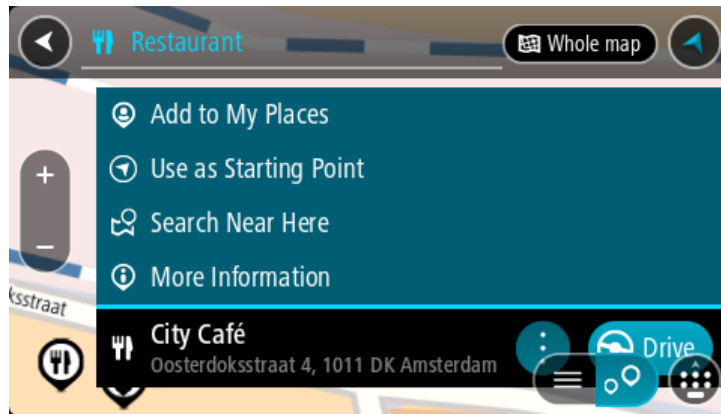 Restaurant
Whole map
Add to My Places
Use as Starting Point
Search Near Here
More Information
ksstraat
City Café
Drive
Oosterdoksstraat 4, 1011 DK Amsterdam